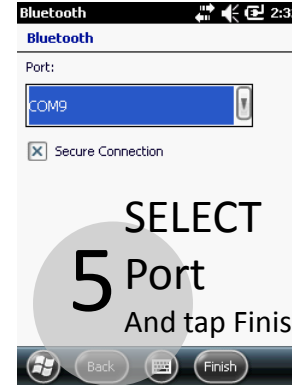 Bluetooth 2:3
Bluetooth
Port:
COM9
Secure Connection
SELECT
5 Port
And tap Finis
Back Finish